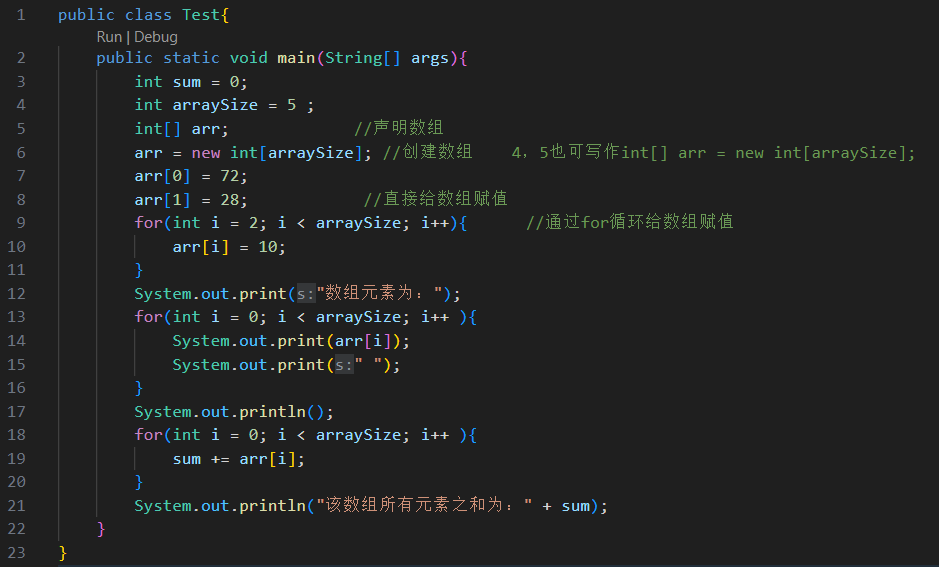 1 public class Test{
Run | Debug
2 public static void main(String[] args){
3 int sum = 0;
4 int arraySize = 5 ;
5 int[] arr; //声明数组
6 arr = new int[arraySize]; //创建数组 4，5也可写作int[] arr = new int[arraySize];
7 arr[0] = 72;
8 arr[1] = 28; //直接给数组赋值
9 for(int i = 2; i < arraySize; i++){ //通过for循环给数组赋值
10 arr[i] = 10;
11 }
12 System.out.print(s:"数组元素为：");
13 for(int i = 0; i < arraySize; i++ ){
14 System.out.print(arr[i]);
15 System.out.print(s:" ");
16 }
17 System.out.println();
18 for(int i = 0; i < arraySize; i++ ){
19 sum += arr[i];
20 }
21 System.out.println("该数组所有元素之和为：" + sum);
22 }
23 }